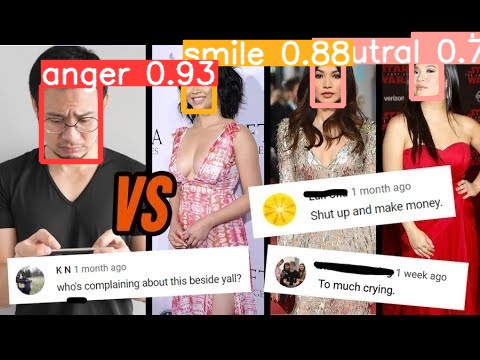 anger 0.93
smile 0.88
utral 0.7
VS
verizon
1 month ago
Shut up and make money.
K N 1 month ago
who's complaining about this beside yall?
1 week ago
To much crying.